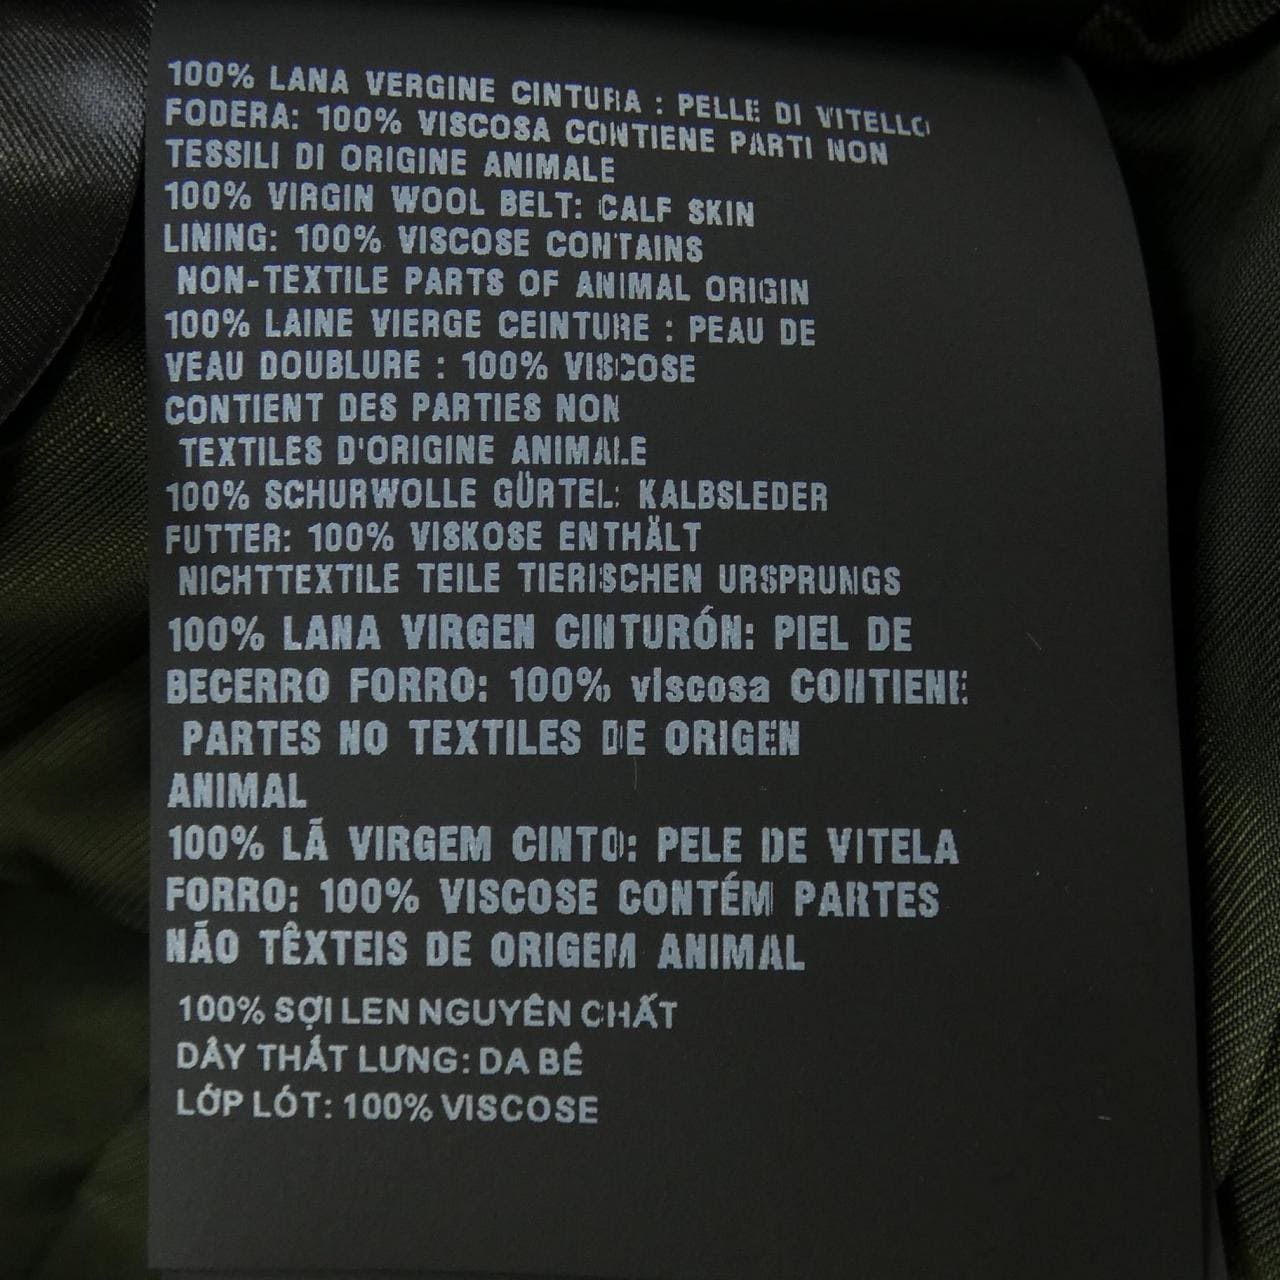 100% LANA VERGINE CINTURA : PELLE DI VITELLO
FODERA: 100% VISCOSA CONTIENE PARTI NON
TESSILI DI ORIGINE ANIMALE
100% VIRGIN WOOL BELT: CALF SKIN
LINING: 100% VISCOSE CONTAINS
NON-TEXTILE PARTS OF ANIMAL ORIGIN
100% LAINE VIERGE CEINTURE : PEAU DE
VEAU DOUBLURE : 100% VISCOSE
CONTIENT DES PARTIES NON
TEXTILES D'ORIGINE ANIMALE
100% SCHURWOLLE GÜRTEL: KALBSLEDER
FUTTER: 100% VISKOSE ENTHÄLT
NICHTTEXTILE TEILE TIERISCHEN URSPRUNGS
100% LANA VIRGEN CINTURÓN: PIEL DE
BECERRO FORRO: 100% viscosa CONTIENE
PARTES NO TEXTILES DE ORIGEN
ANIMAL
100% LÃ VIRGEM CINTO: PELE DE VITELA
FORRO: 100% VISCOSE CONTÉM PARTES
NÃO TÊXTEIS DE ORIGEM ANIMAL
100% SỢI LEN NGUYÊN CHẤT
DÂY THẮT LƯNG: DA BÊ
LỚP LÓT: 100% VISCOSE